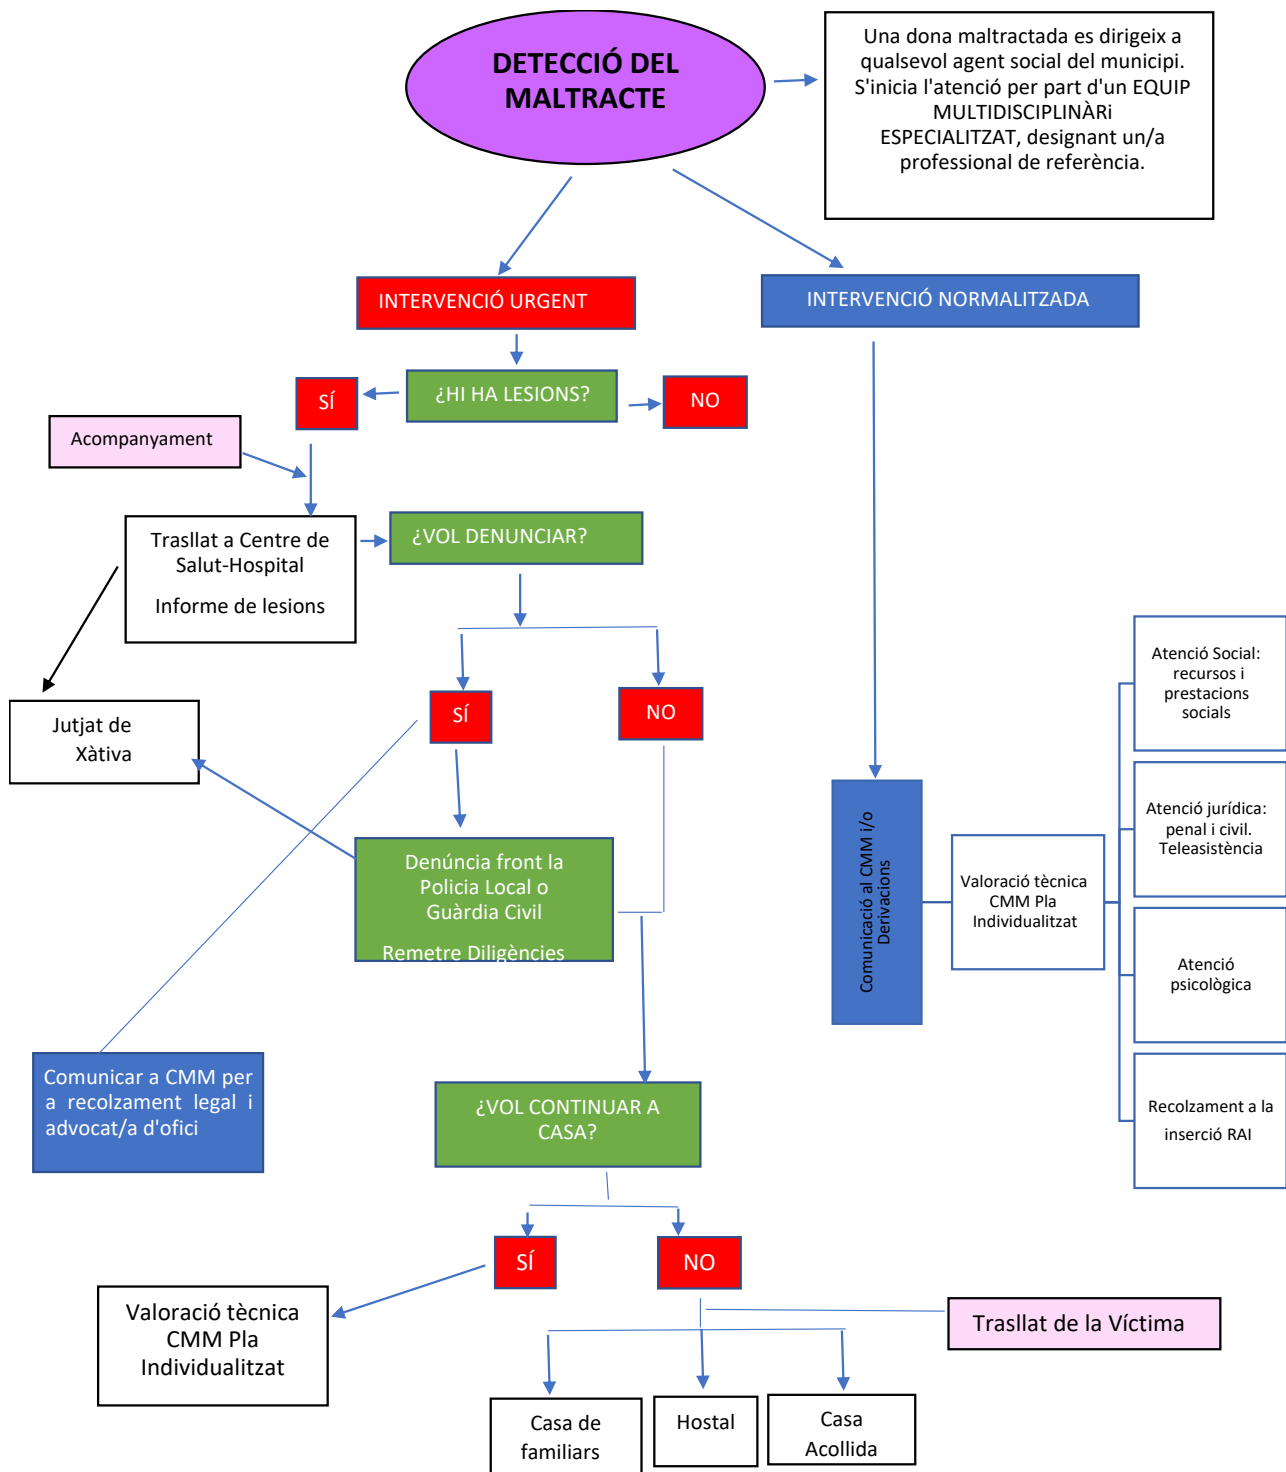 DETECCIÓ DEL
MALTRACTE
Una dona maltractada es dirigeix a
qualsevol agent social del municipi.
S'inicia l'atenció per part d'un EQUIP
MULTIDISCIPLINÀRi
ESPECIALITZAT, designant un/a
professional de referència.
INTERVENCIÓ URGENT
INTERVENCIÓ NORMALITZADA
¿HI HA LESIONS?
SÍ
NO
Acompanyament
Trasllat a Centre de
Salut-Hospital
Informe de lesions
¿VOL DENUNCIAR?
SÍ
NO
Jutjat de
Xàtiva
Denúncia front la
Policia Local o
Guàrdia Civil
Remetre Diligències
Comunicar a CMM per
a recolzament legal i
advocat/a d'ofici
Comunicació al CMM i/o
Derivacions
Valoració tècnica
CMM Pla
Individualitzat
Atenció Social:
recursos i
prestacions
socials
Atenció jurídica:
penal i civil.
Teleasistència
Atenció
psicològica
Recolzament a la
inserció RAI
¿VOL CONTINUAR A
CASA?
SÍ
NO
Valoració tècnica
CMM Pla
Individualitzat
Trasllat de la Víctima
Casa de
familiars
Hostal
Casa
Acollida